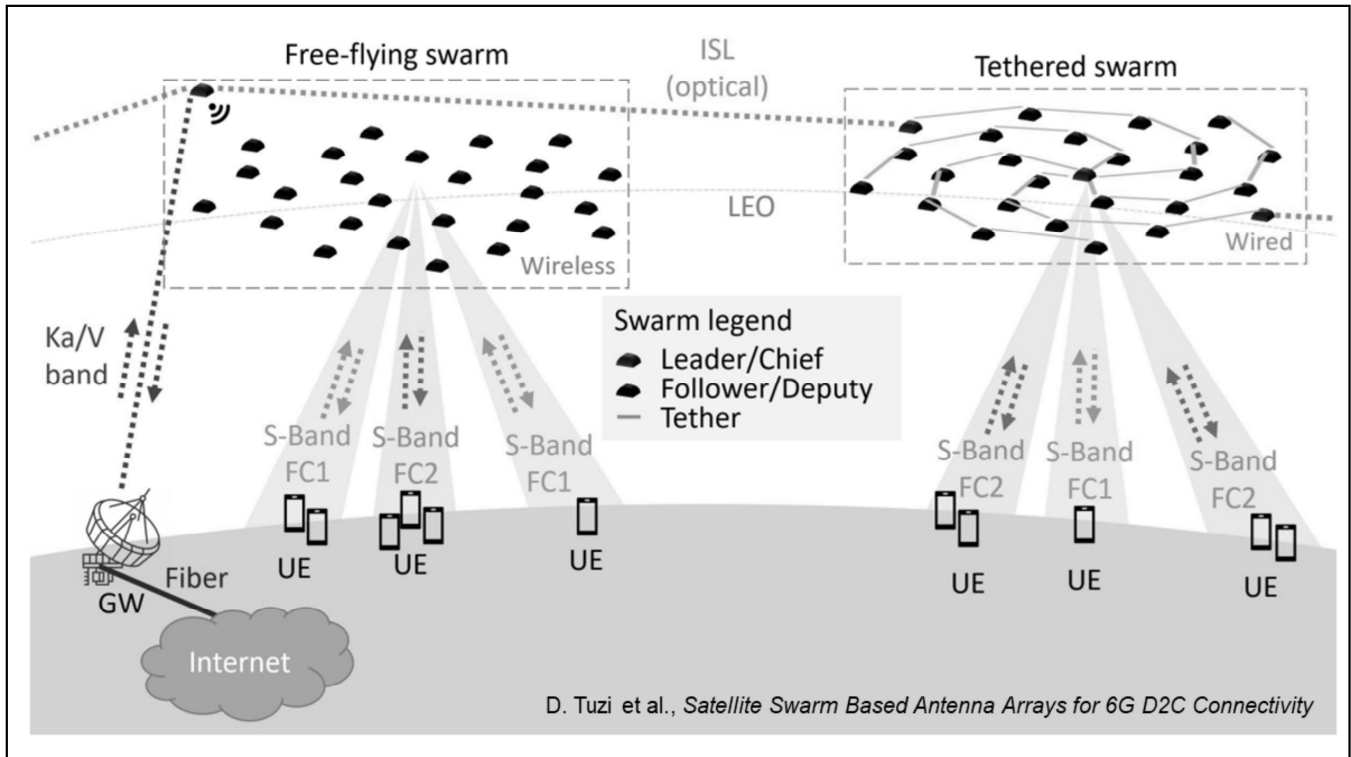 Free-flying swarm
ISL
(optical)
Tethered swarm
LEO
Wireless
Wired
Ka/V
band
Swarm legend
Leader/Chief
Follower/Deputy
Tether
S-Band
FC1
S-Band
FC2
S-Band
FC1
S-Band
FC2
S-Band
FC1
S-Band
FC2
UE
UE
UE
UE
UE
UE
GW
Fiber
Internet
D. Tuzi et al., Satellite Swarm Based Antenna Arrays for 6G D2C Connectivity